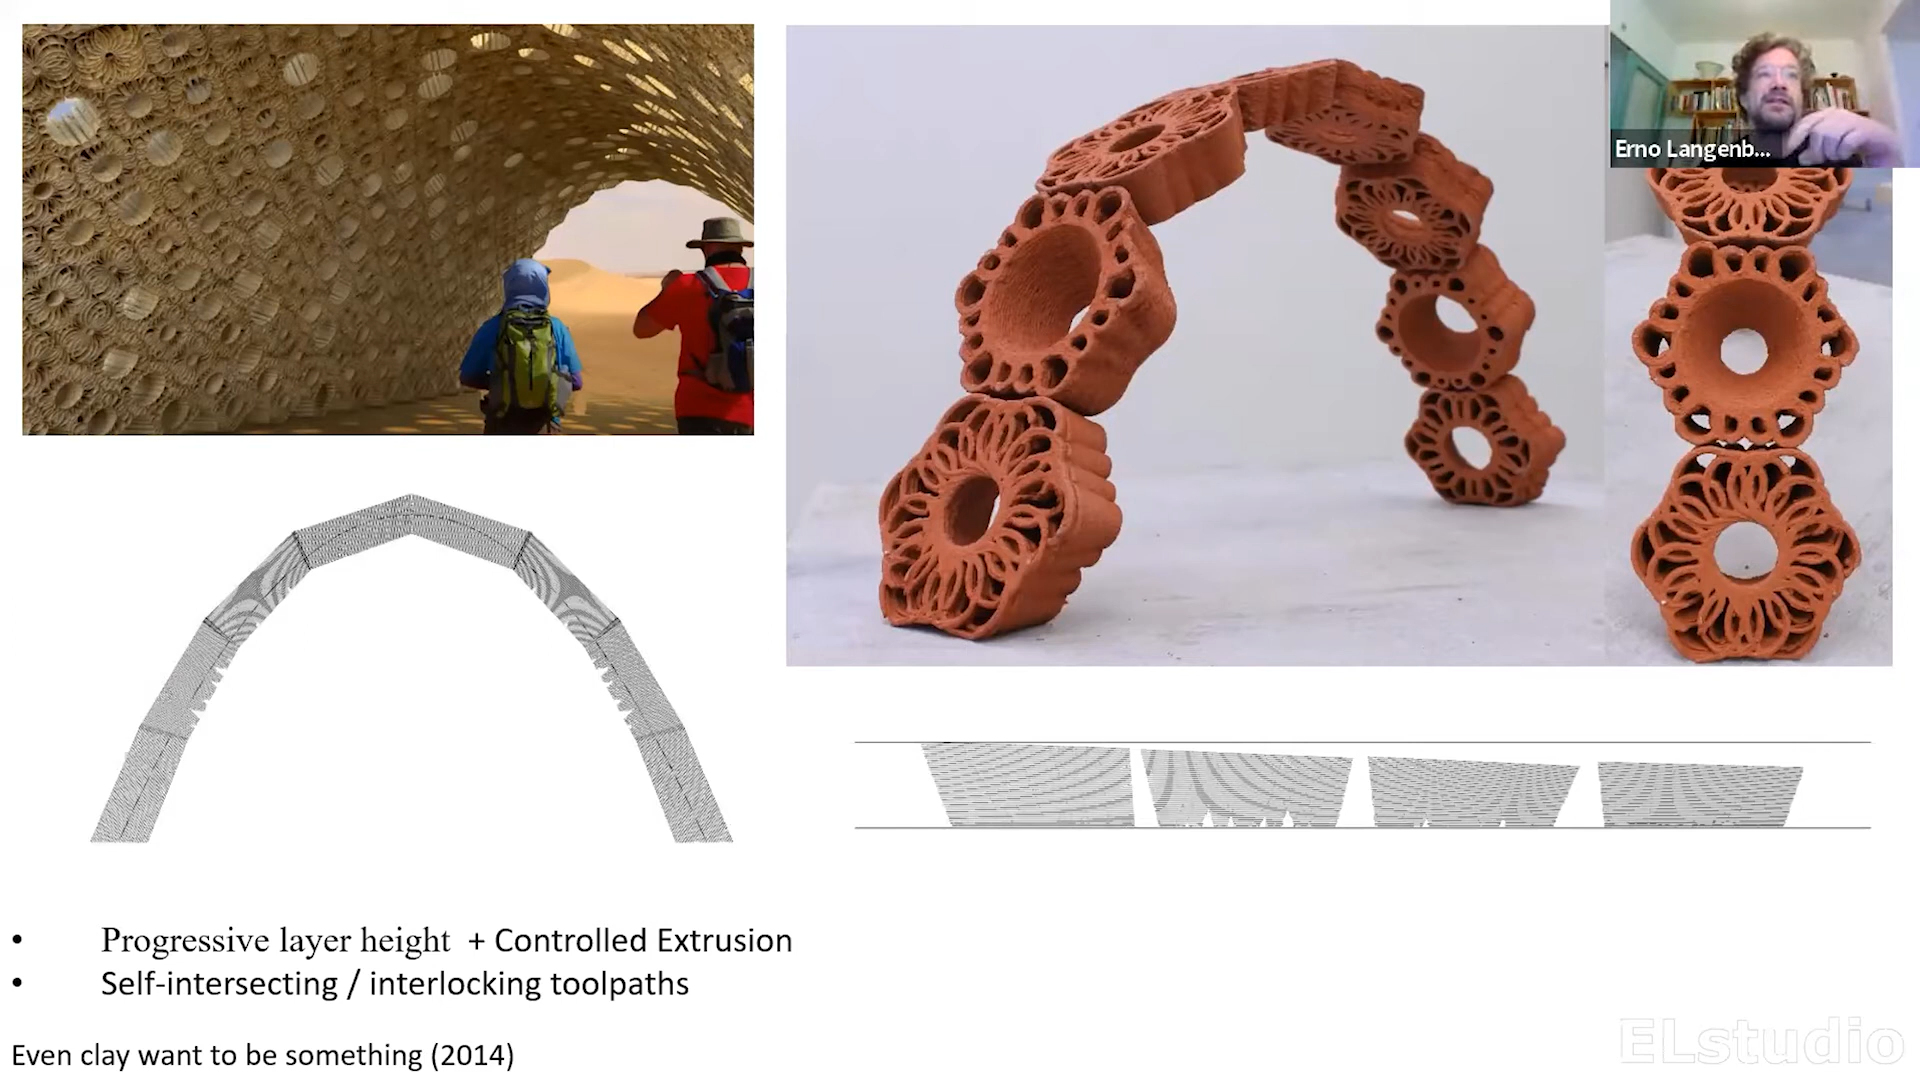 Erno Langenb...
• Progressive layer height + Controlled Extrusion
• Self-intersecting / interlocking toolpaths
Even clay want to be something (2014)
ELstudio